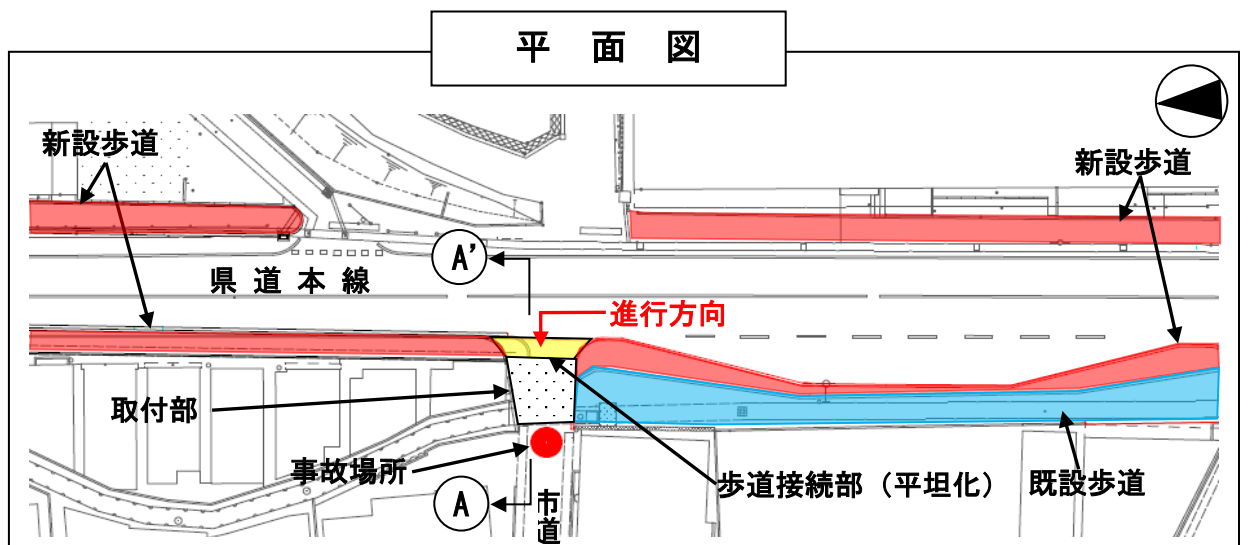 平面図
新設歩道
新設歩道
A'
県道本線
進行方向
取付部
事故場所
歩道接続部（平坦化）
既設歩道
A
市道